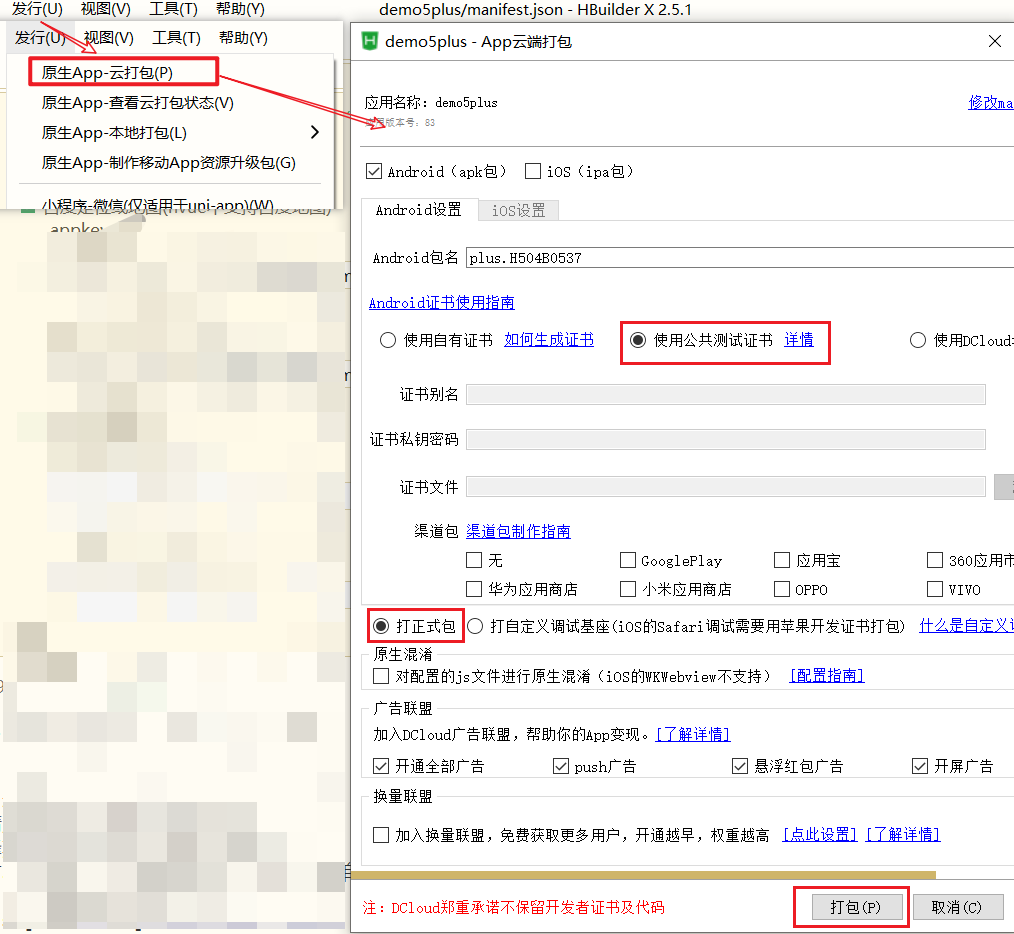 发行(U) 视图(V) 工具(T) 帮助(Y)
demo5plus/manifest.json - HBuilder X 2.5.1
发行(U) 视图(V) 工具(T) 帮助(Y)
原生App-云打包(P)
原生App-查看云打包状态(V)
原生App-本地打包(L)
原生App-制作移动App资源升级包(G)
小程序-微信(仅适用于uni-app)(W)
appkey
demo5plus - App云端打包
应用名称：demo5plus
修改ma
版本号：83
Android（apk包） iOS（ipa包）
Android设置 iOS设置
Android包名 plus.H504B0537
Android证书使用指南
使用自有证书 如何生成证书 使用公共测试证书 详情 使用DCloud
证书别名
证书私钥密码
证书文件
渠道包 渠道包制作指南
无 GooglePlay 应用宝 360应用市
华为应用商店 小米应用商店 OPPO VIVO
打正式包 打自定义调试基座(iOS的Safari调试需要用苹果开发证书打包) 什么是自定义
原生混淆
对配置的js文件进行原生混淆（iOS的WKWebview不支持） [配置指南]
广告联盟
加入DCloud广告联盟，帮助你的App变现。[了解详情]
开通全部广告 push广告 悬浮红包广告 开屏广告
换量联盟
加入换量联盟，免费获取更多用户，开通越早，权重越高 [点此设置] [了解详情]
注：DCloud郑重承诺不保留开发者证书及代码
打包(P) 取消(C)